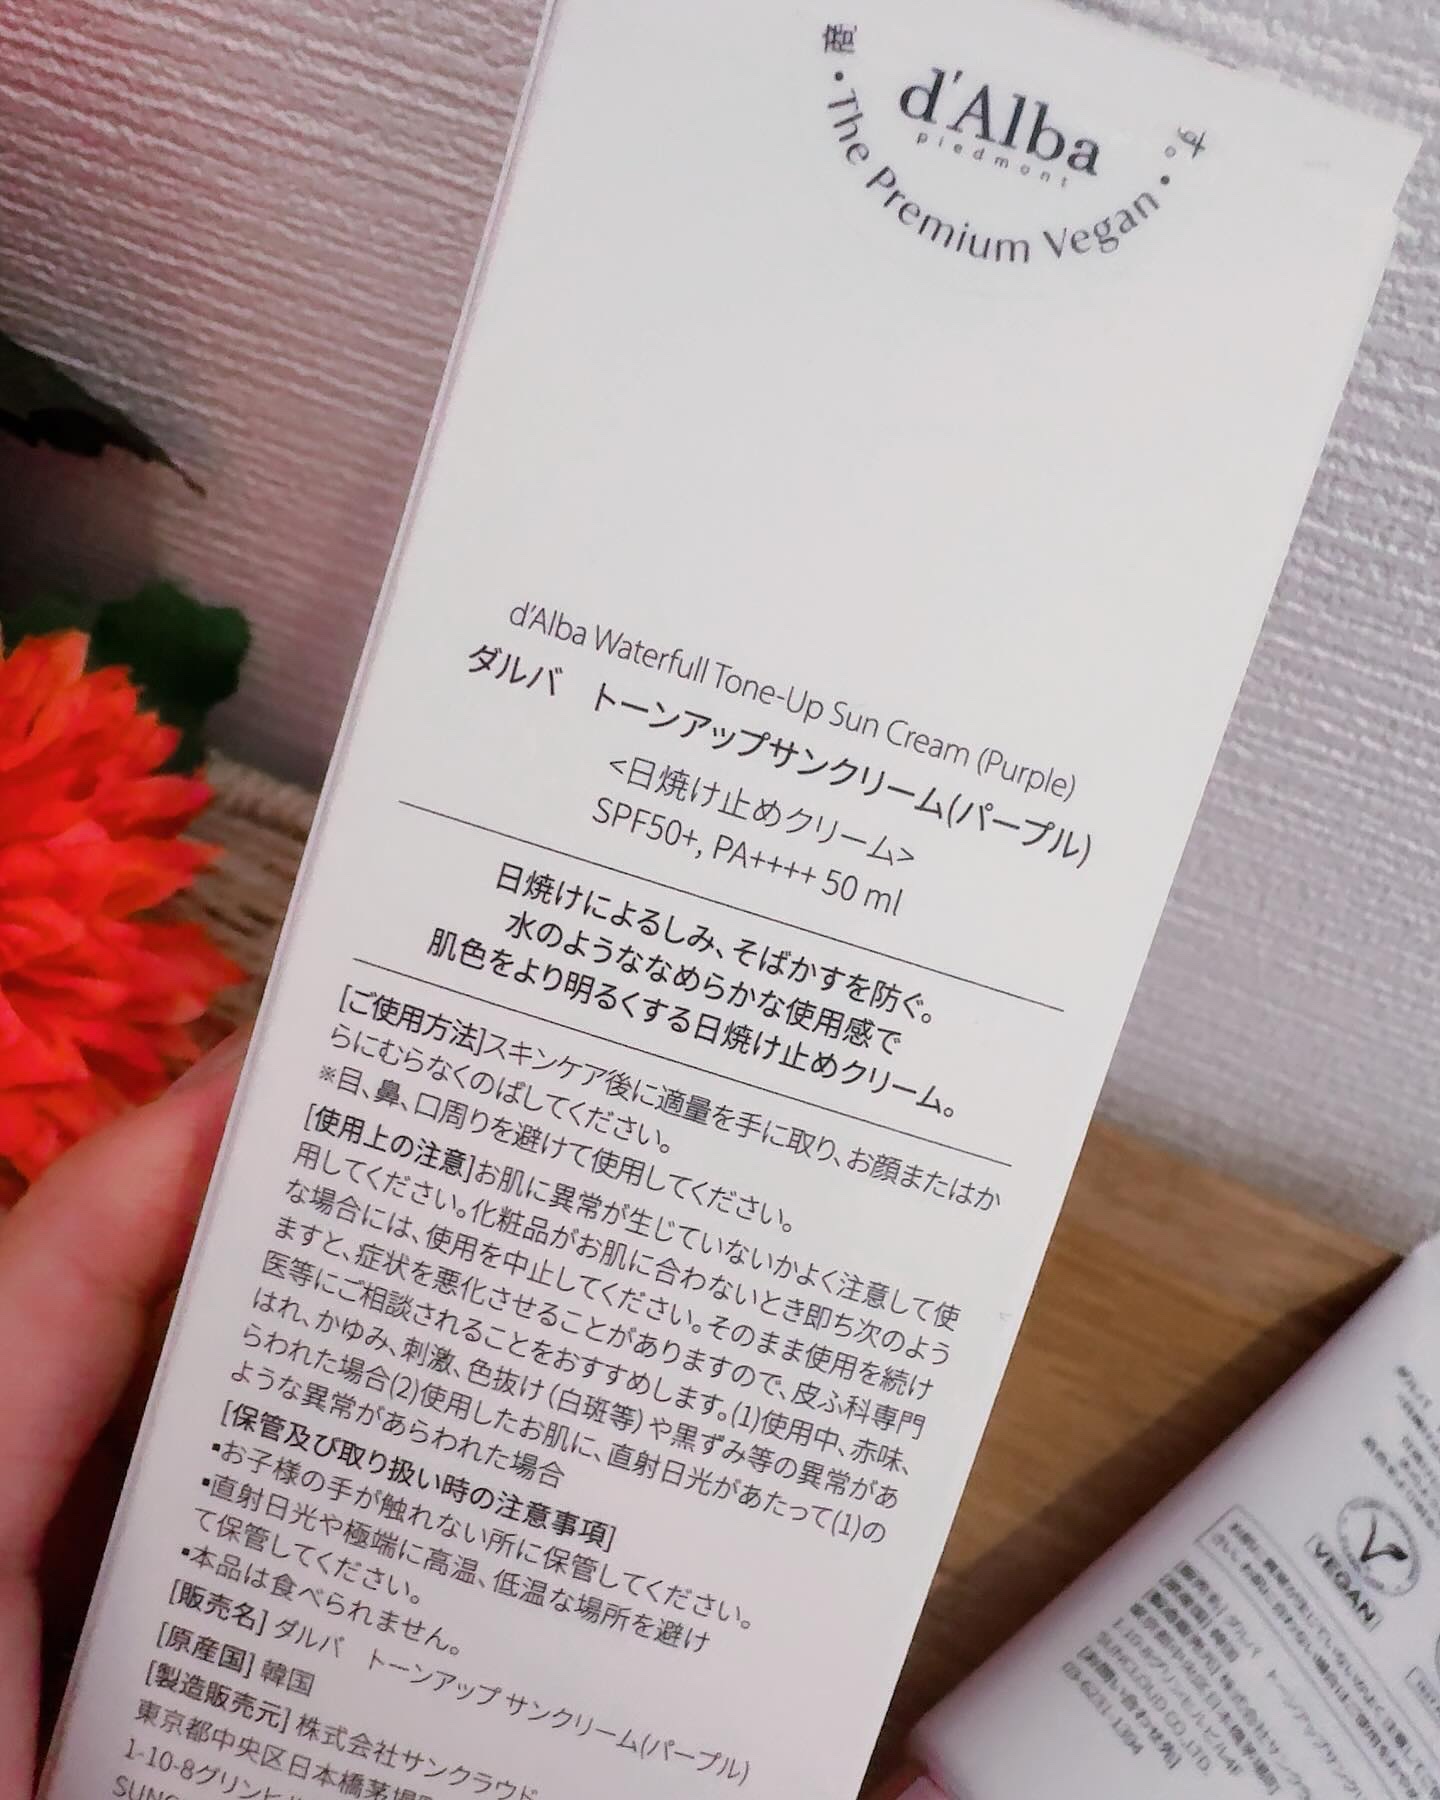 d'Alba
piedmont
• The Premium Vegan •
d'Alba Waterfull Tone-Up Sun Cream (Purple)
ダルバ トーンアップサンクリーム(パープル)
<日焼け止めクリーム>
SPF50+, PA++++ 50 ml
日焼けによるしみ、そばかすを防ぐ。
水のようななめらかな使用感で
肌色をより明るくする日焼け止めクリーム。
[ご使用方法]スキンケア後に適量を手に取り、お顔またはか
らにむらなくのばしてください。
※目、鼻、口周りを避けて使用してください。
[使用上の注意]お肌に異常が生じていないかよく注意して使
用してください。化粧品がお肌に合わないとき即ち次のよう
な場合には、使用を中止してください。そのまま使用を続け
ますと、症状を悪化させることがありますので、皮ふ科専門
医等にご相談されることをおすすめします。(1)使用中、赤味、
はれ、かゆみ、刺激、色抜け(白斑等)や黒ずみ等の異常があ
らわれた場合(2)使用したお肌に、直射日光があたって(1)の
ような異常があらわれた場合
[保管及び取り扱い時の注意事項]
▪お子様の手が触れない所に保管してください。
▪直射日光や極端に高温、低温な場所を避け
て保管してください。
▪本品は食べられません。
[販売名] ダルバ トーンアップ サンクリーム(パープル)
[原産国] 韓国
[製造販売元] 株式会社サンクラウド
東京都中央区日本橋茅場
1-10-8グリンヒル
VEGAN
SUNCLOUD CO., LTD.
03-6231-1394
[お問い合わせ先]